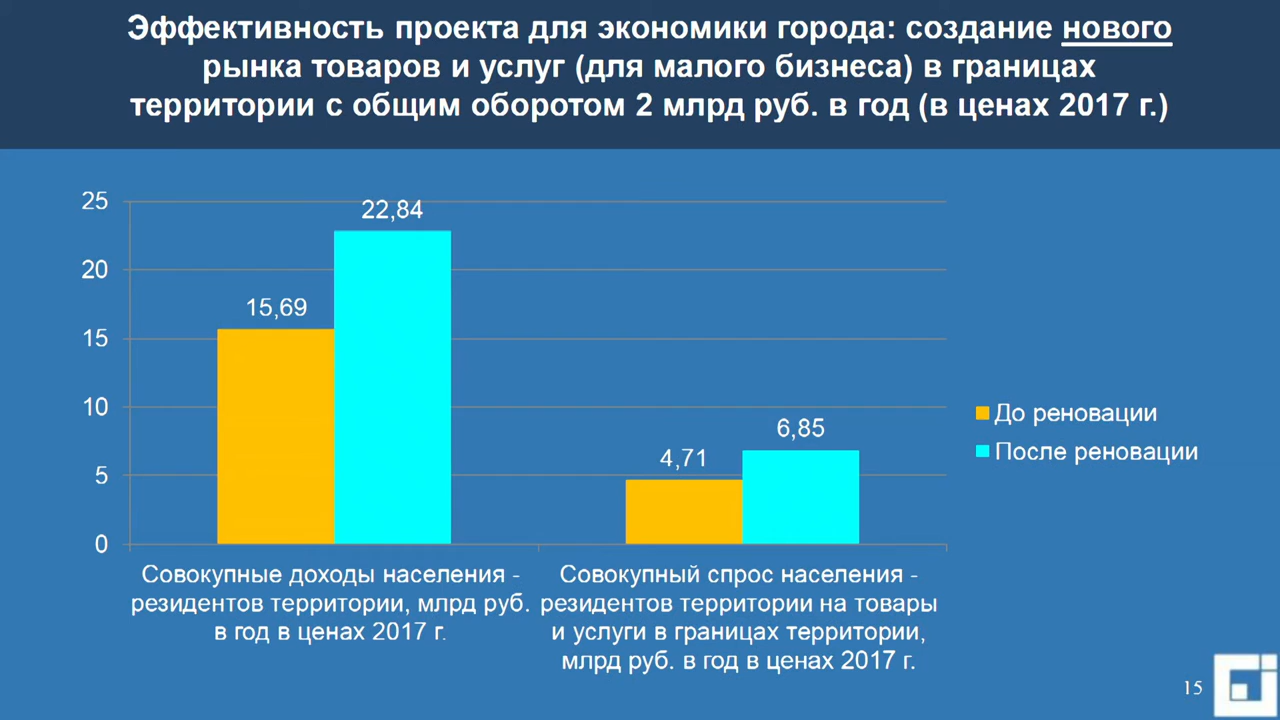 Эффективность проекта для экономики города: создание нового
рынка товаров и услуг (для малого бизнеса) в границах
территории с общим оборотом 2 млрд руб. в год (в ценах 2017 г.)
25
20
15
10
5
0
22,84
15,69
6,85
4,71
До реновации
После реновации
Совокупные доходы населения -
резидентов территории, млрд руб.
в год в ценах 2017 г.
Совокупный спрос населения -
резидентов территории на товары
и услуги в границах территории,
млрд руб. в год в ценах 2017 г.
15